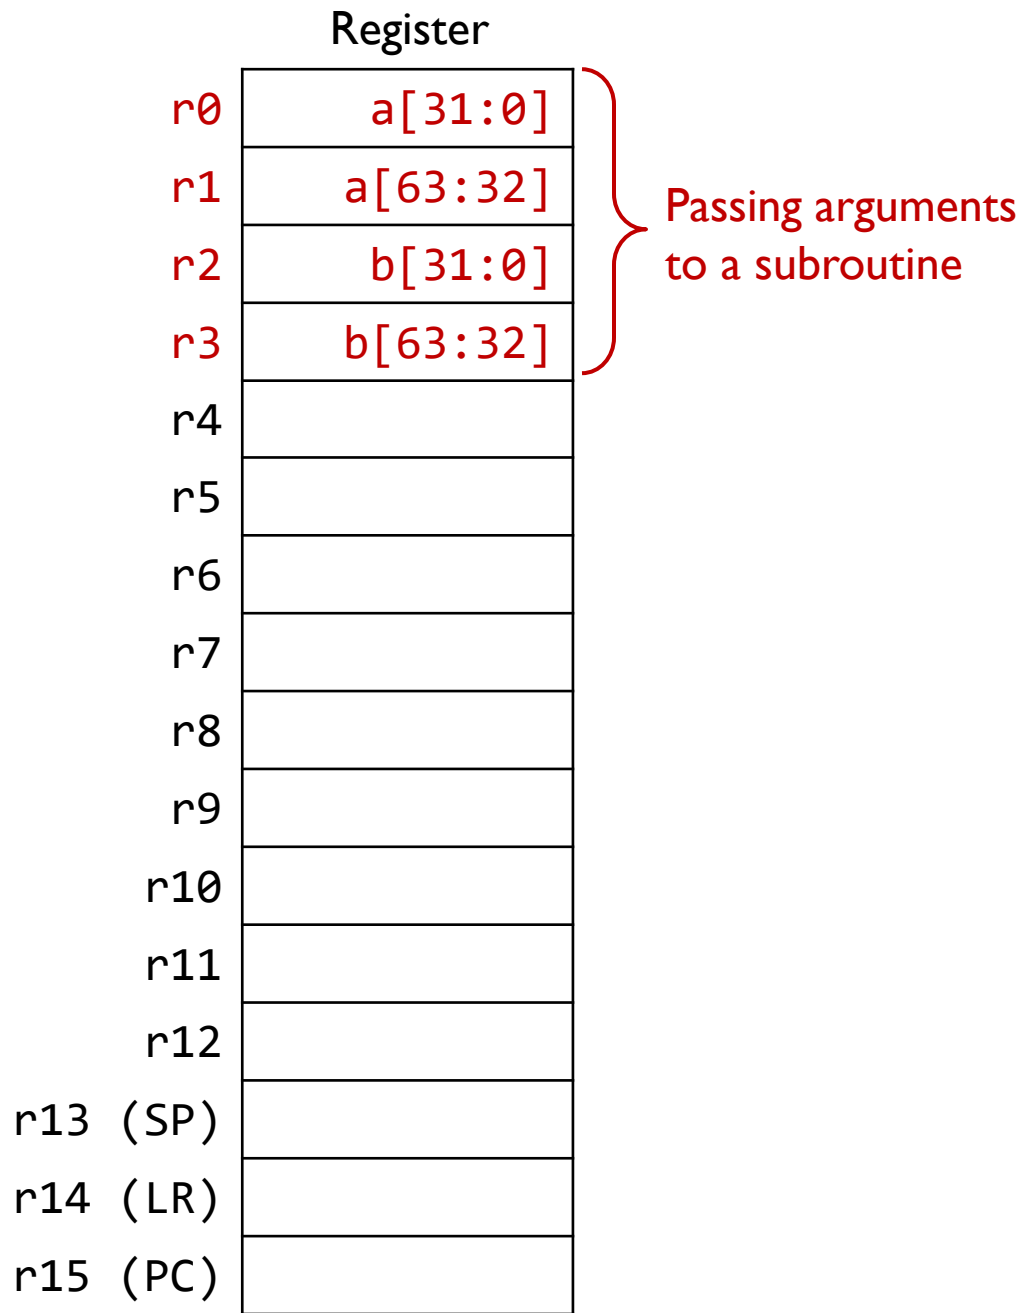 Register
r0 a[31:0]
r1 a[63:32]
Passing arguments
to a subroutine
r2 b[31:0]
r3 b[63:32]
r4
r5
r6
r7
r8
r9
r10
r11
r12
r13 (SP)
r14 (LR)
r15 (PC)